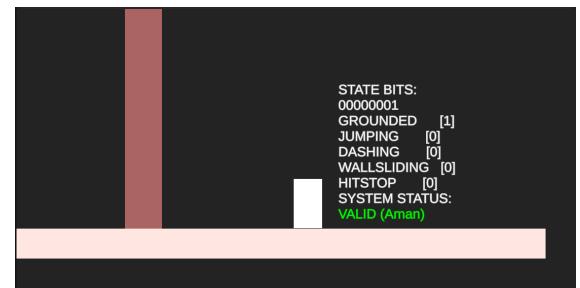 STATE BITS:
00000001
GROUNDED [1]
JUMPING [0]
DASHING [0]
WALLSLIDING [0]
HITSTOP [0]
SYSTEM STATUS:
VALID (Aman)